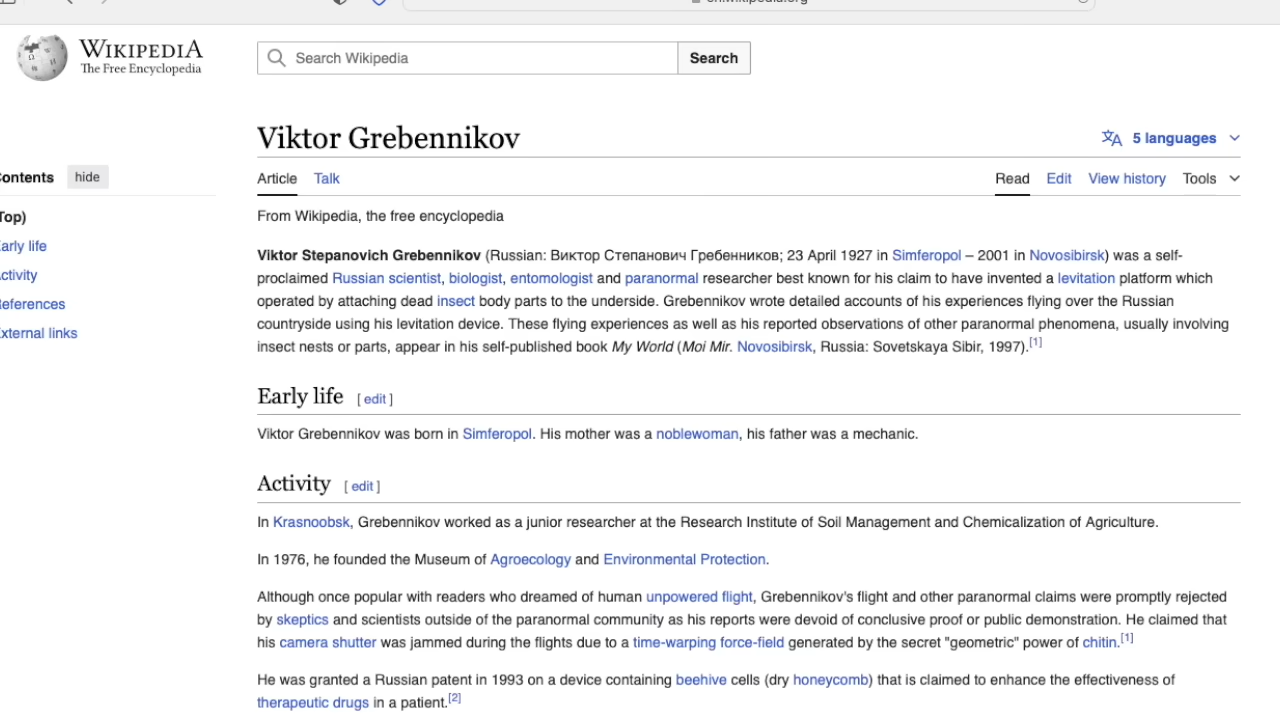 WIKIPEDIA
The Free Encyclopedia
Search Wikipedia
Search
Viktor Grebennikov
5 languages
Contents hide
Article Talk
Read Edit View history Tools
(Top)
From Wikipedia, the free encyclopedia
Early life
Activity
References
External links
Viktor Stepanovich Grebennikov (Russian: Виктор Степанович Гребенников; 23 April 1927 in Simferopol – 2001 in Novosibirsk) was a self-
proclaimed Russian scientist, biologist, entomologist and paranormal researcher best known for his claim to have invented a levitation platform which
operated by attaching dead insect body parts to the underside. Grebennikov wrote detailed accounts of his experiences flying over the Russian
countryside using his levitation device. These flying experiences as well as his reported observations of other paranormal phenomena, usually involving
insect nests or parts, appear in his self-published book My World (Moi Mir. Novosibirsk, Russia: Sovetskaya Sibir, 1997).[1]
Early life [ edit ]
Viktor Grebennikov was born in Simferopol. His mother was a noblewoman, his father was a mechanic.
Activity [ edit ]
In Krasnoobsk, Grebennikov worked as a junior researcher at the Research Institute of Soil Management and Chemicalization of Agriculture.
In 1976, he founded the Museum of Agroecology and Environmental Protection.
Although once popular with readers who dreamed of human unpowered flight, Grebennikov's flight and other paranormal claims were promptly rejected
by skeptics and scientists outside of the paranormal community as his reports were devoid of conclusive proof or public demonstration. He claimed that
his camera shutter was jammed during the flights due to a time-warping force-field generated by the secret "geometric" power of chitin.[1]
He was granted a Russian patent in 1993 on a device containing beehive cells (dry honeycomb) that is claimed to enhance the effectiveness of
therapeutic drugs in a patient.[2]